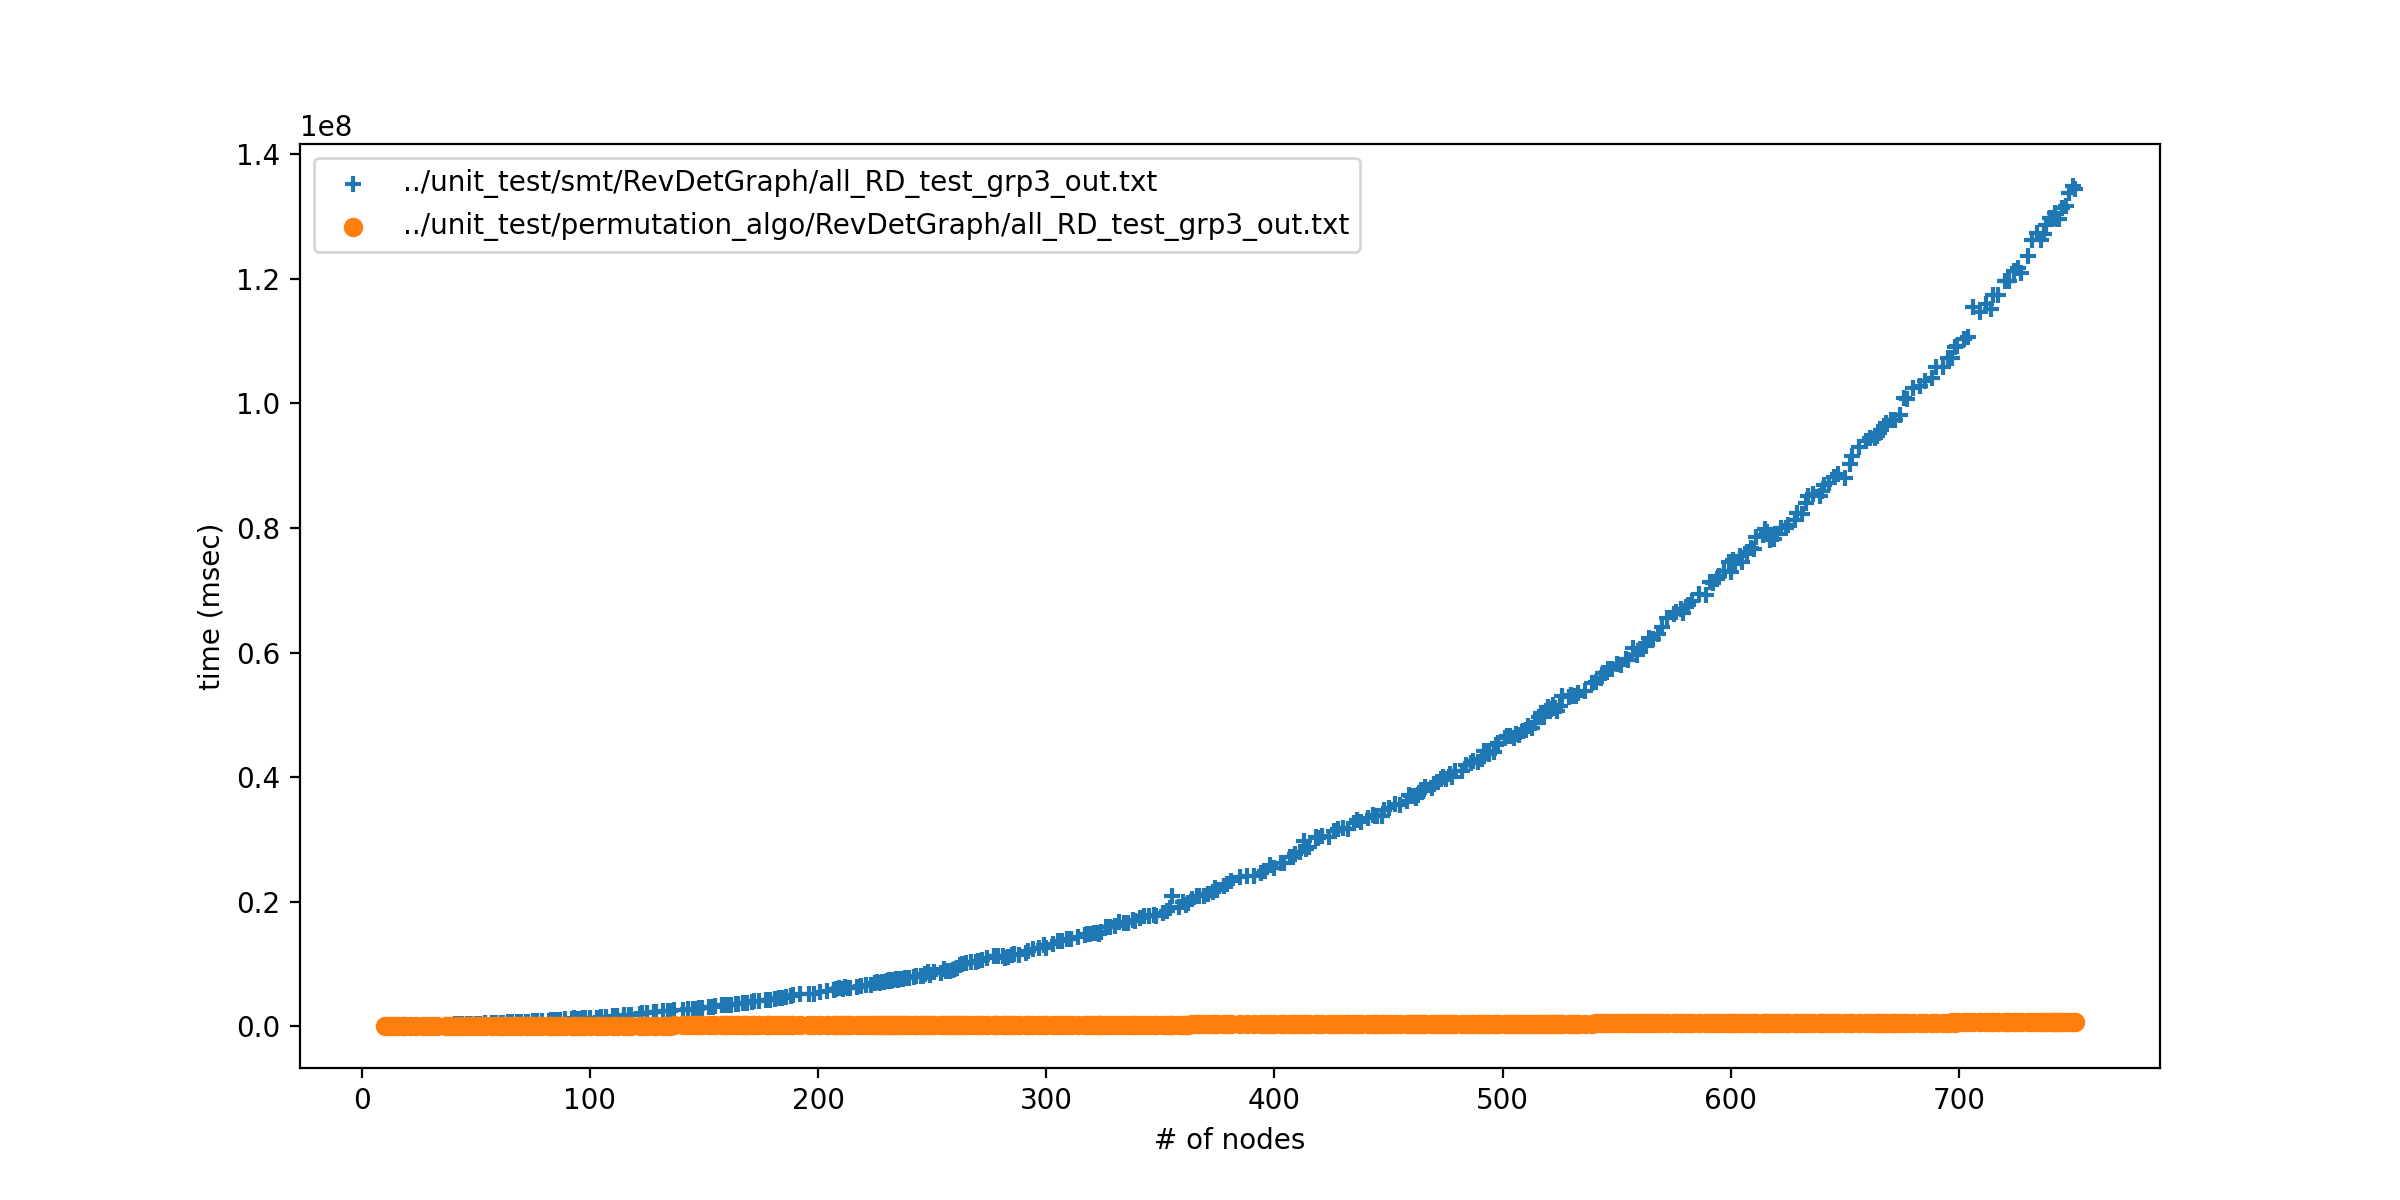 1e8
1.4
../unit_test/smt/RevDetGraph/all_RD_test_grp3_out.txt
../unit_test/permutation_algo/RevDetGraph/all_RD_test_grp3_out.txt
1.2
1.0
0.8
time (msec)
0.6
0.4
0.2
0.0
0 100 200 300 400 500 600 700
# of nodes